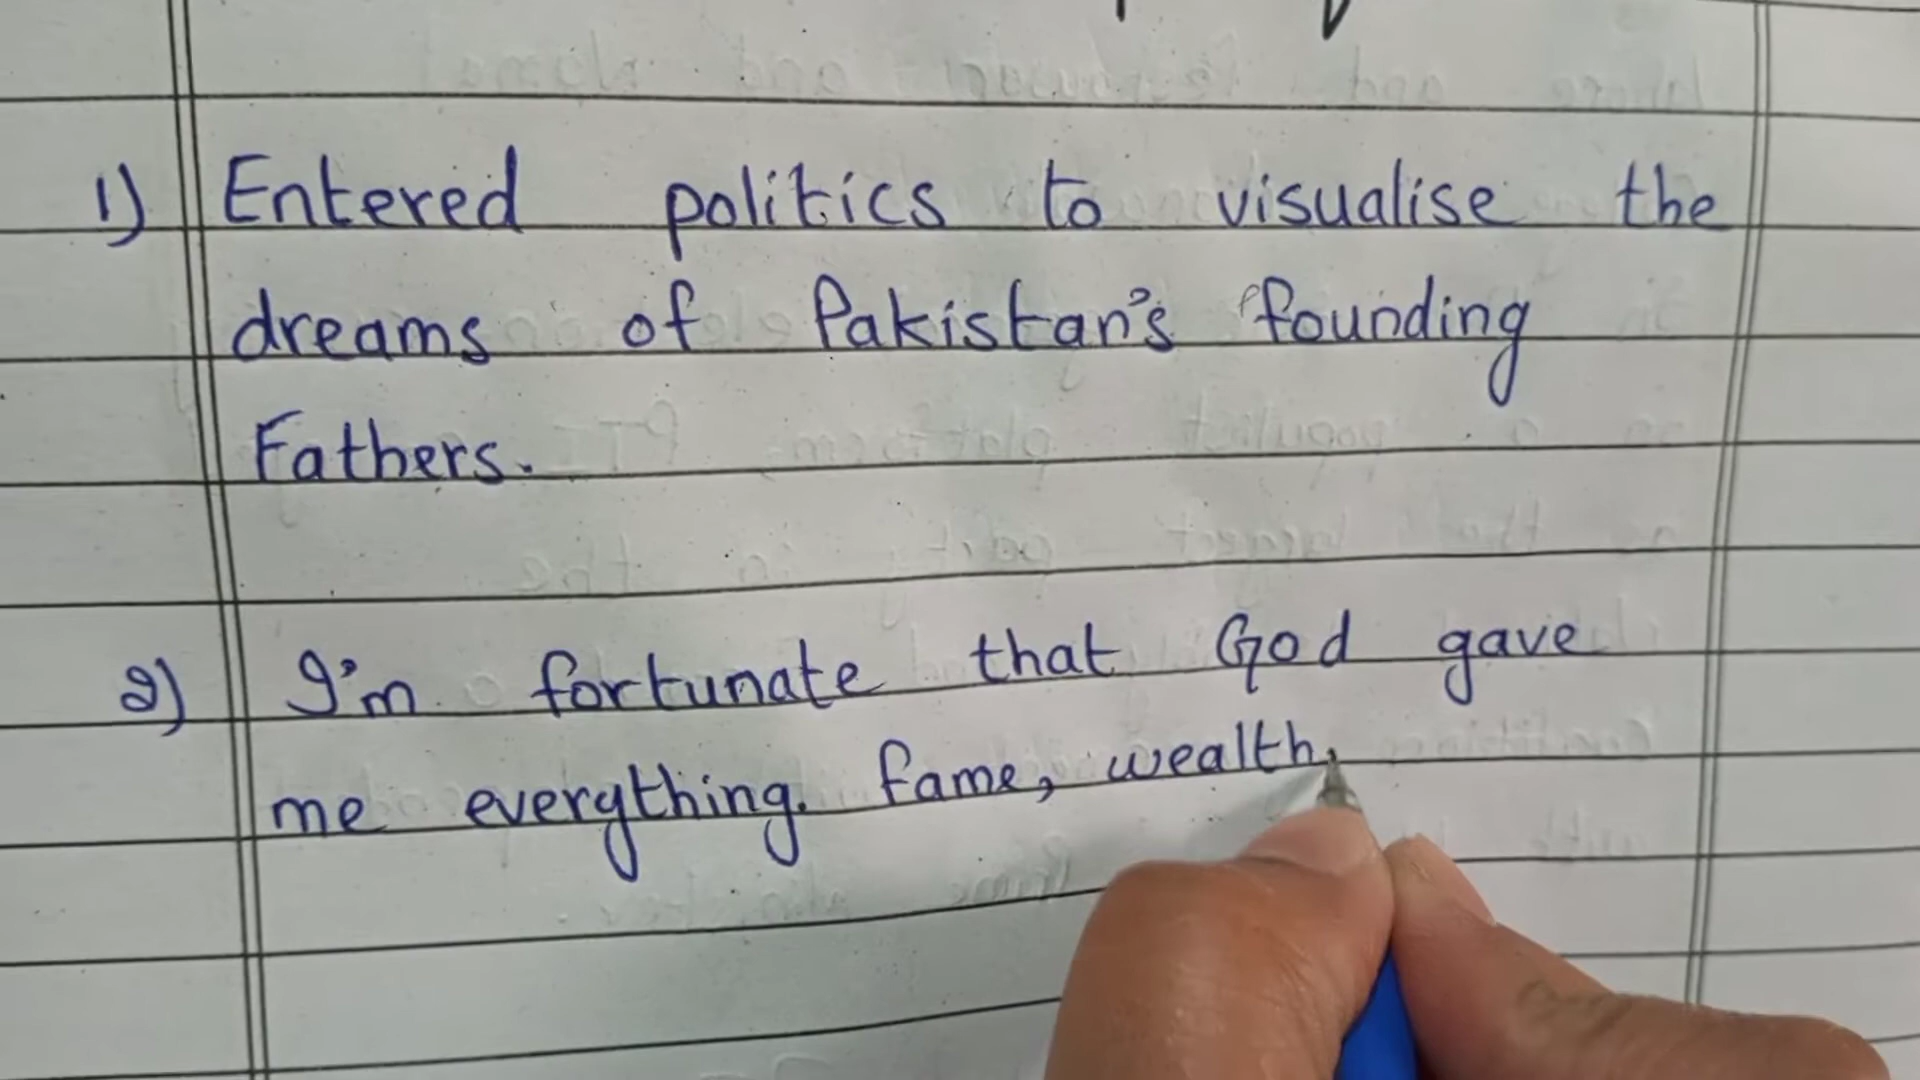 1) Entered politics to visualise the
dreams of Pakistan's founding
Fathers.
2) I'm fortunate that God gave
me everything. Fame, wealth,